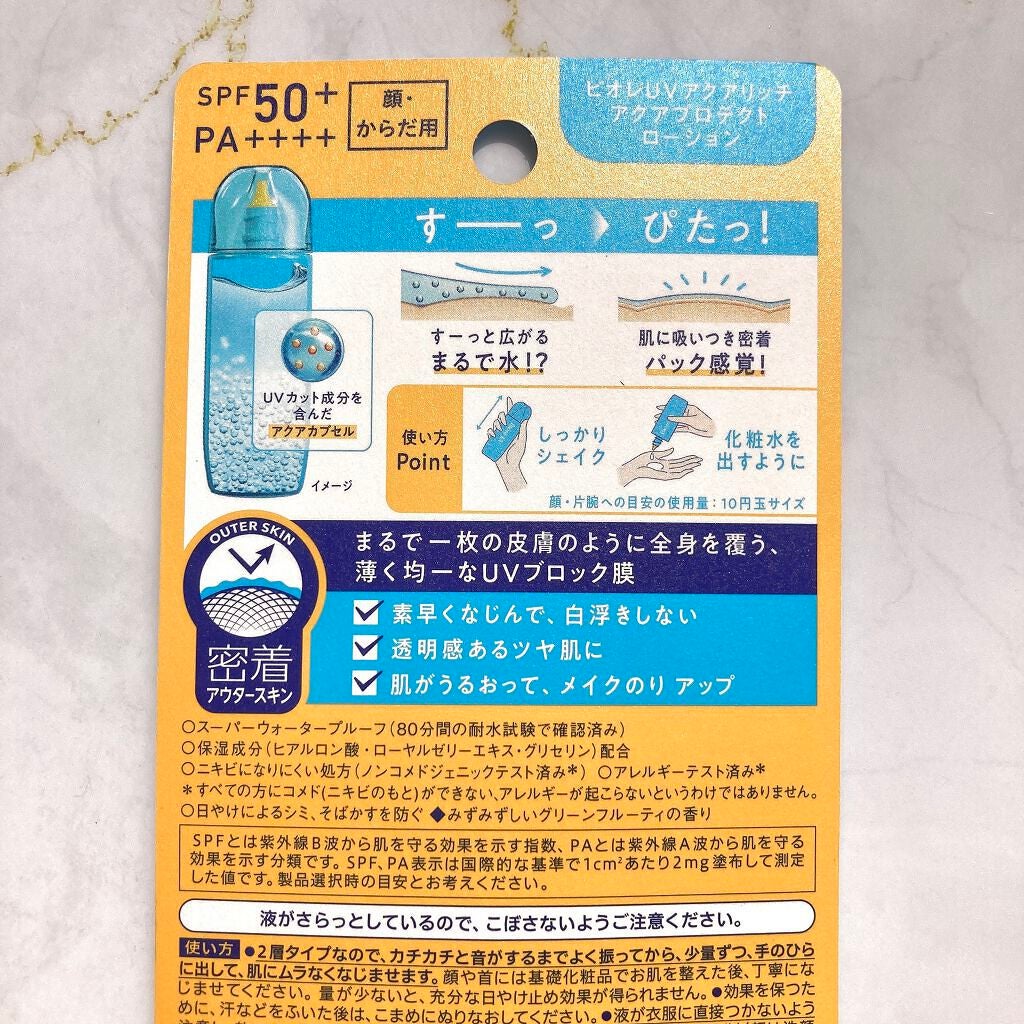 SPF50+
PA++++
顔・
からだ用
ビオレUVアクアリッチ
アクアプロテクト
ローション
すーーっ ぴたっ!
すーっと広がる
まるで水!?
肌に吸いつき密着
パック感覚!
UVカット成分を
含んだ
アクアカプセル
イメージ
使い方
Point
しっかり
シェイク
化粧水を
出すように
顔・片腕への目安の使用量:10円玉サイズ
OUTER SKIN
密着
アウタースキン
まるで一枚の皮膚のように全身を覆う、
薄く均一なUVブロック膜
素早くなじんで、白浮きしない
透明感あるツヤ肌に
肌がうるおって、メイクのり アップ
○スーパーウォータープルーフ(80分間の耐水試験で確認済み)
○保湿成分(ヒアルロン酸・ローヤルゼリーエキス・グリセリン)配合
○ニキビになりにくい処方(ノンコメドジェニックテスト済み*) ○アレルギーテスト済み*
*すべての方にコメド(ニキビのもと)ができない、アレルギーが起こらないというわけではありません。
○日やけによるシミ、そばかすを防ぐ ◆みずみずしいグリーンフルーティの香り
SPFとは紫外線B波から肌を守る効果を示す指数、PAとは紫外線A波から肌を守る
効果を示す分類です。SPF、PA表示は国際的な基準で1cm²あたり2mg塗布して測定
した値です。製品選択時の目安とお考えください。
液がさらっとしているので、こぼさないようご注意ください。
使い方 ●2層タイプなので、カチカチと音がするまでよく振ってから、少量ずつ、手のひら
に出して、肌にムラなくなじませます。顔や首には基礎化粧品でお肌を整えた後、丁寧にな
じませてください。量が少ないと、充分な日やけ止め効果が得られません。●効果を保つた
めに、汗などをふいた後は、こまめにぬりなおしてください。●液が衣服に直接つかないよう